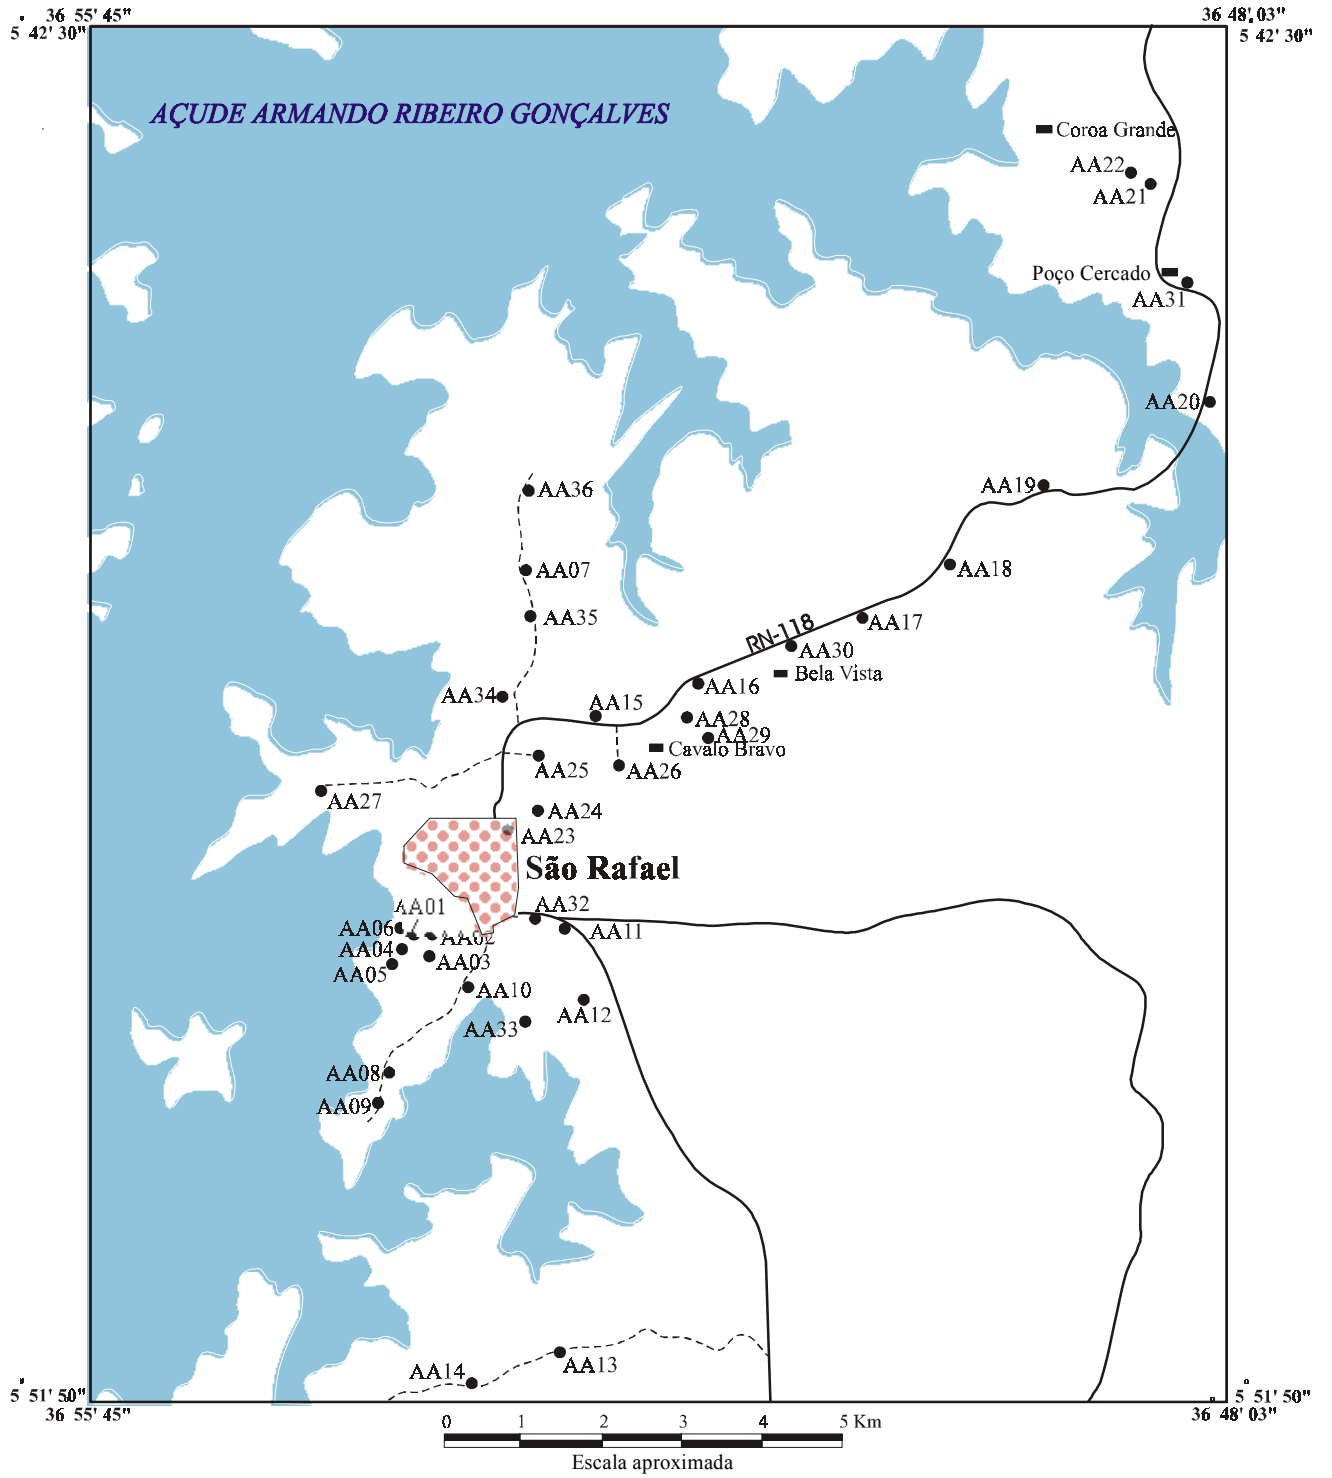 36 55' 45"
36 48' 03"
5 42' 30"
5 42' 30"
AÇUDE ARMANDO RIBEIRO GONÇALVES
Coroa Grande
AA22
AA21
Poço Cercado
AA31
AA20
AA19
AA36
AA07
AA18
AA35
AA17
RN-118
AA30
Bela Vista
AA34
AA16
AA15
AA28
AA29
Cavalo Bravo
AA25
AA26
AA27
AA24
AA23
São Rafael
AA01
AA32
AA06
AA11
AA02
AA04
AA03
AA05
AA10
AA12
AA33
AA08
AA09
AA13
AA14
5 51' 50"
5 51' 50"
36 55' 45"
36 48' 03"
0 1 2 3 4 5 Km
Escala aproximada